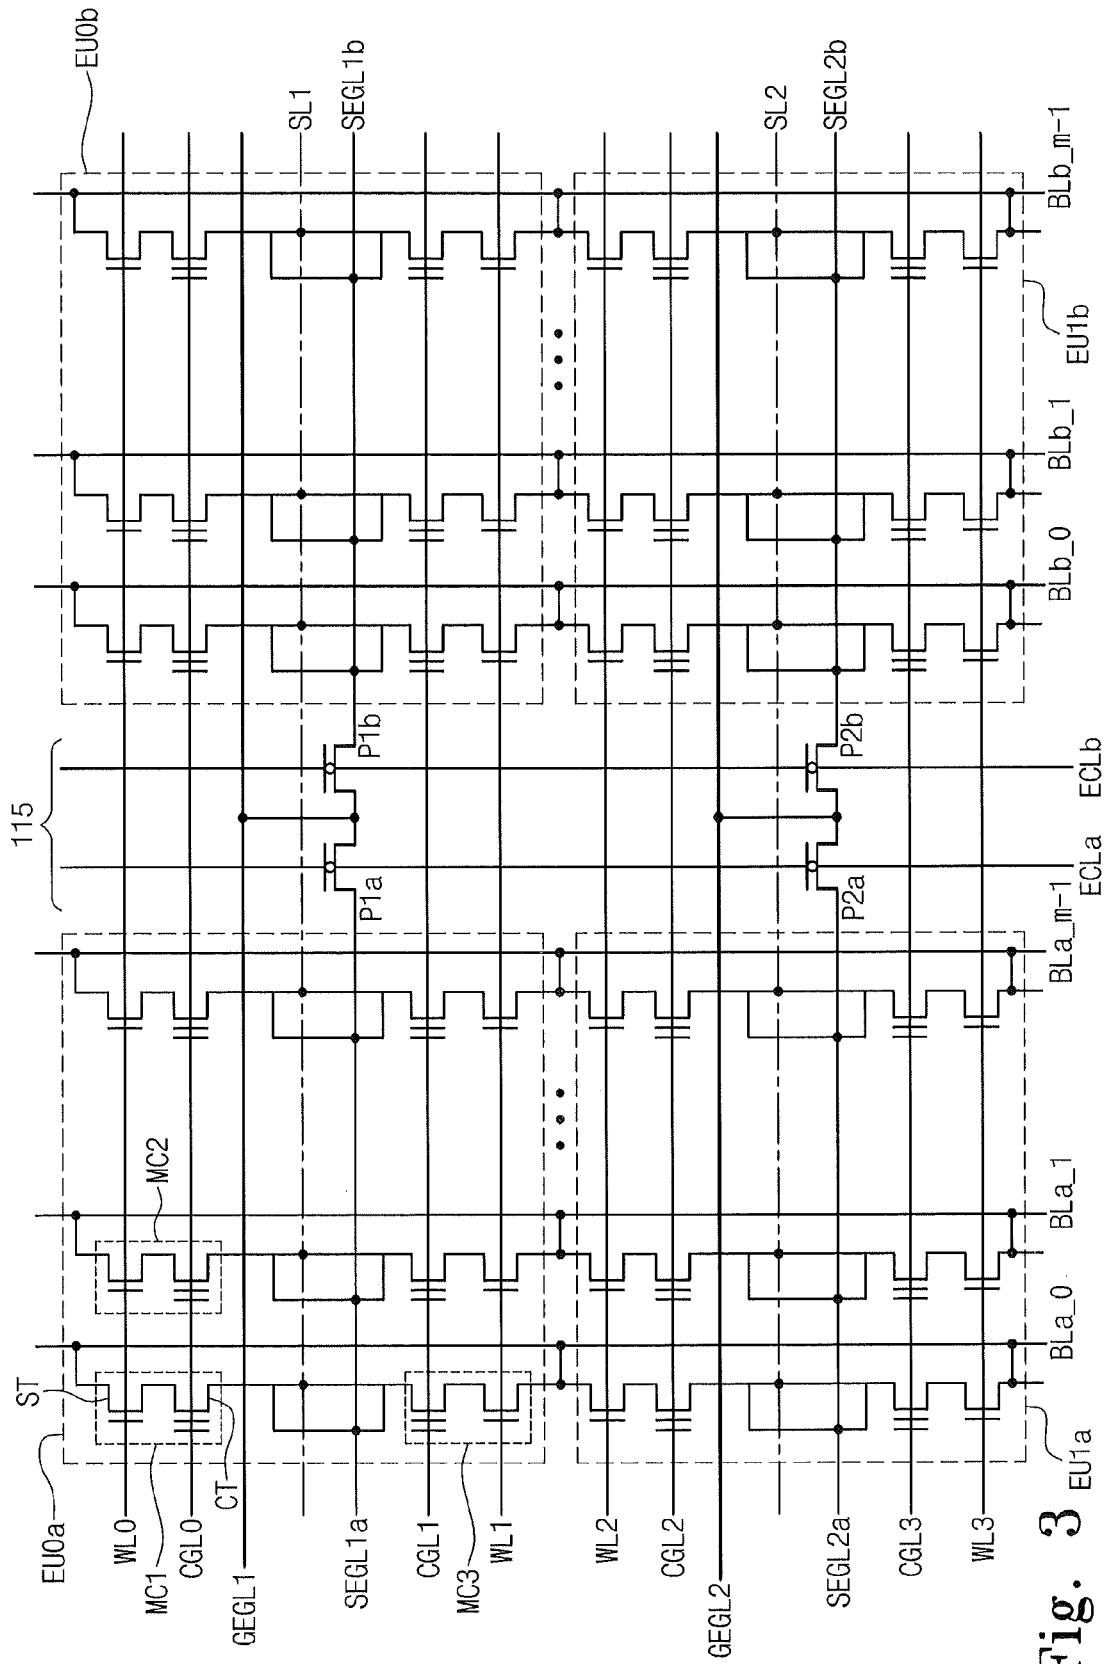 Fig. 3
EU0a
ST
115
EU0b
WL0
MC1
MC2
CGL0
CT
GEGL1
SL1
SEGL1a
P1a
P1b
SEGL1b
CGL1
MC3
WL1
WL2
CGL2
GEGL2
SL2
SEGL2a
P2a
P2b
SEGL2b
CGL3
WL3
EU1a
BLa_0
BLa_1
BLa_m-1
ECLa
ECLb
BLb_0
BLb_1
EU1b
BLb_m-1